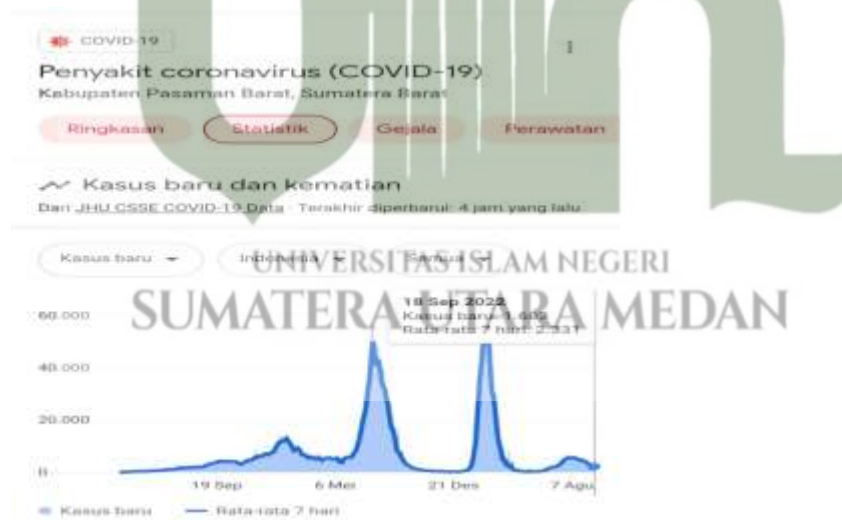 COVID-19
Penyakit coronavirus (COVID-19)
Kabupaten Pasaman Barat, Sumatera Barat
Ringkasan Statistik Gejala Perawatan
Kasus baru dan kematian
Dari JHU CSSE COVID-19 Data · Terakhir diperbarui: 4 jam yang lalu
Kasus baru Indonesia Semua
UNIVERSITAS ISLAM NEGERI
SUMATERA UTARA MEDAN
18 Sep 2022
Kasus baru:
Rata-rata 7 hari: 2.331
60.000
40.000
20.000
0
19 Sep 6 Mei 21 Des 7 Agu
Kasus baru Rata-rata 7 hari